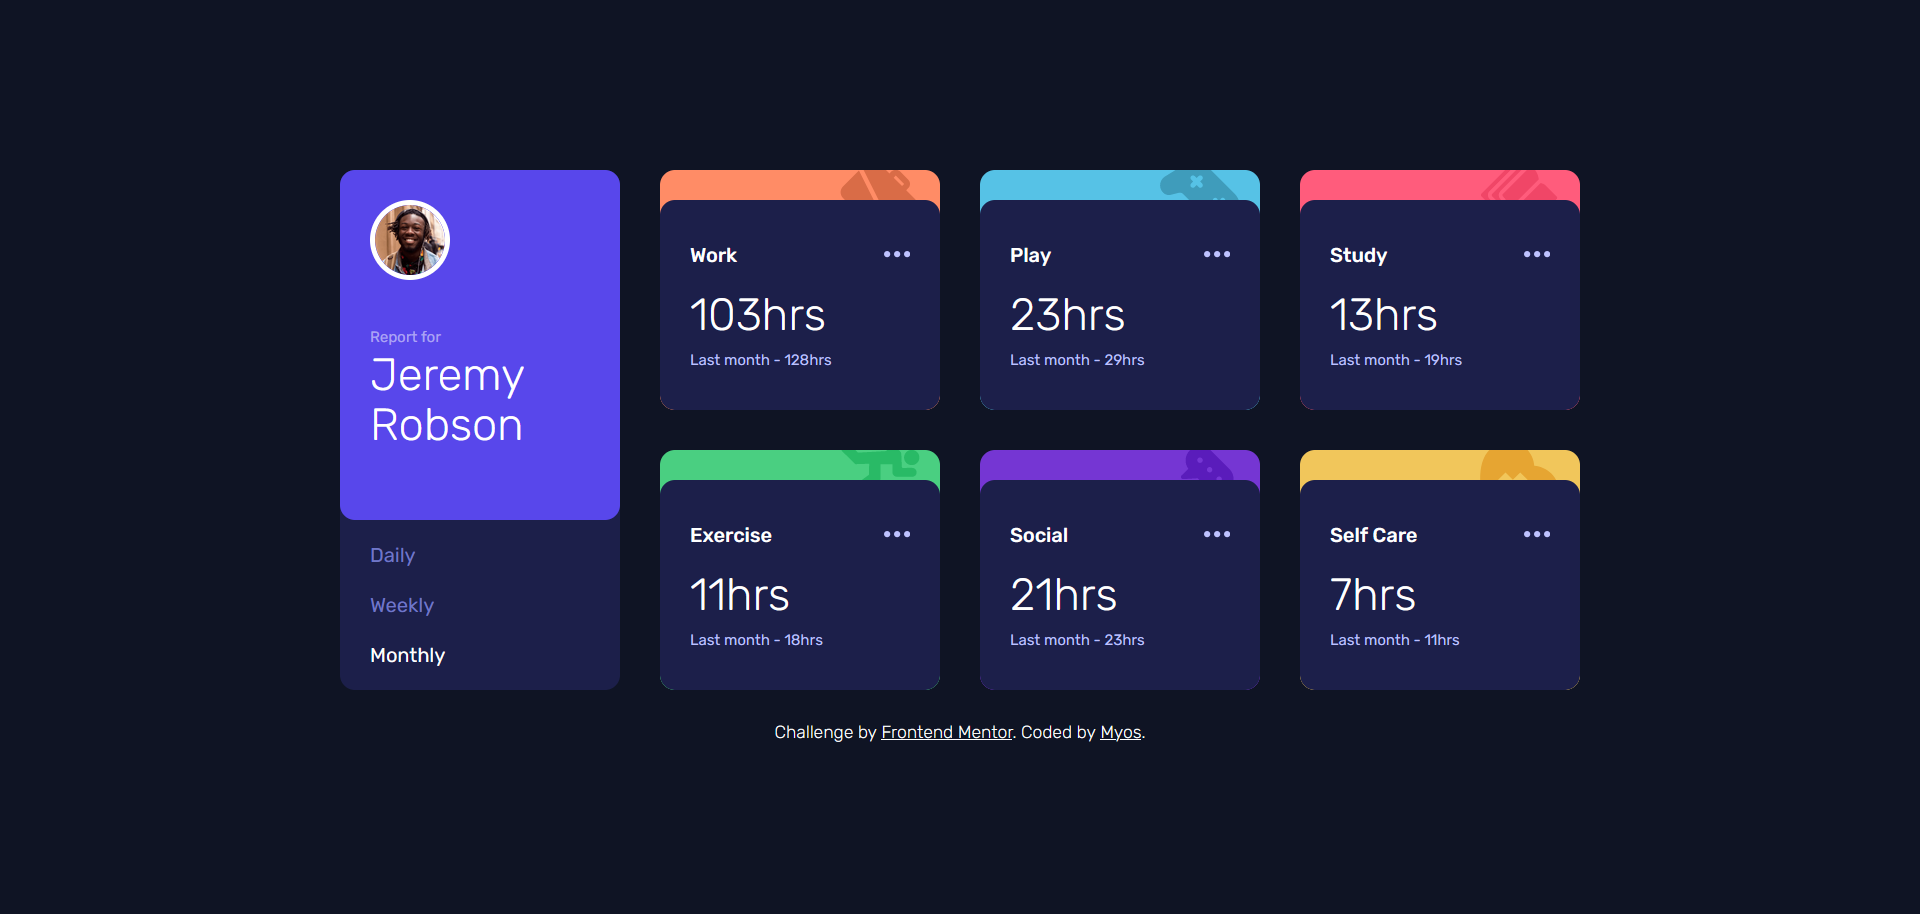 Report for
Jeremy
Robson
Daily
Weekly
Monthly
Work
103hrs
Last month - 128hrs
Play
23hrs
Last month - 29hrs
Study
13hrs
Last month - 19hrs
Exercise
11hrs
Last month - 18hrs
Social
21hrs
Last month - 23hrs
Self Care
7hrs
Last month - 11hrs
Challenge by Frontend Mentor. Coded by Myos.